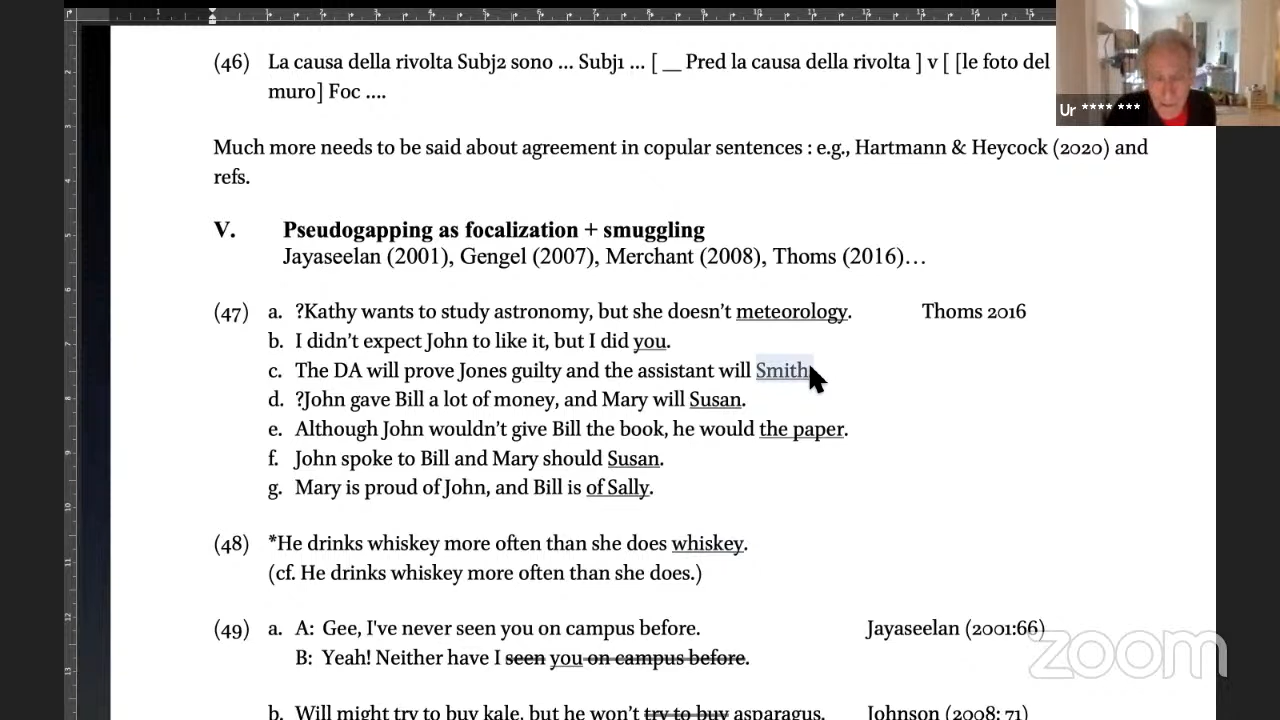 (46) La causa della rivolta Subj2 sono ... Subj1 ... [ __ Pred la causa della rivolta ] v [ [le foto del
muro] Foc ....
Ur **** ***
Much more needs to be said about agreement in copular sentences : e.g., Hartmann & Heycock (2020) and
refs.
V. Pseudogapping as focalization + smuggling
Jayaseelan (2001), Gengel (2007), Merchant (2008), Thoms (2016)…
(47) a. ?Kathy wants to study astronomy, but she doesn’t meteorology. Thoms 2016
b. I didn’t expect John to like it, but I did you.
c. The DA will prove Jones guilty and the assistant will Smith
d. ?John gave Bill a lot of money, and Mary will Susan.
e. Although John wouldn’t give Bill the book, he would the paper.
f. John spoke to Bill and Mary should Susan.
g. Mary is proud of John, and Bill is of Sally.
(48) *He drinks whiskey more often than she does whiskey.
(cf. He drinks whiskey more often than she does.)
(49) a. A: Gee, I've never seen you on campus before. Jayaseelan (2001:66)
B: Yeah! Neither have I seen you on campus before.
zoom
b. Will might try to buy kale, but he won’t try to buy asparagus. Johnson (2008: 71)